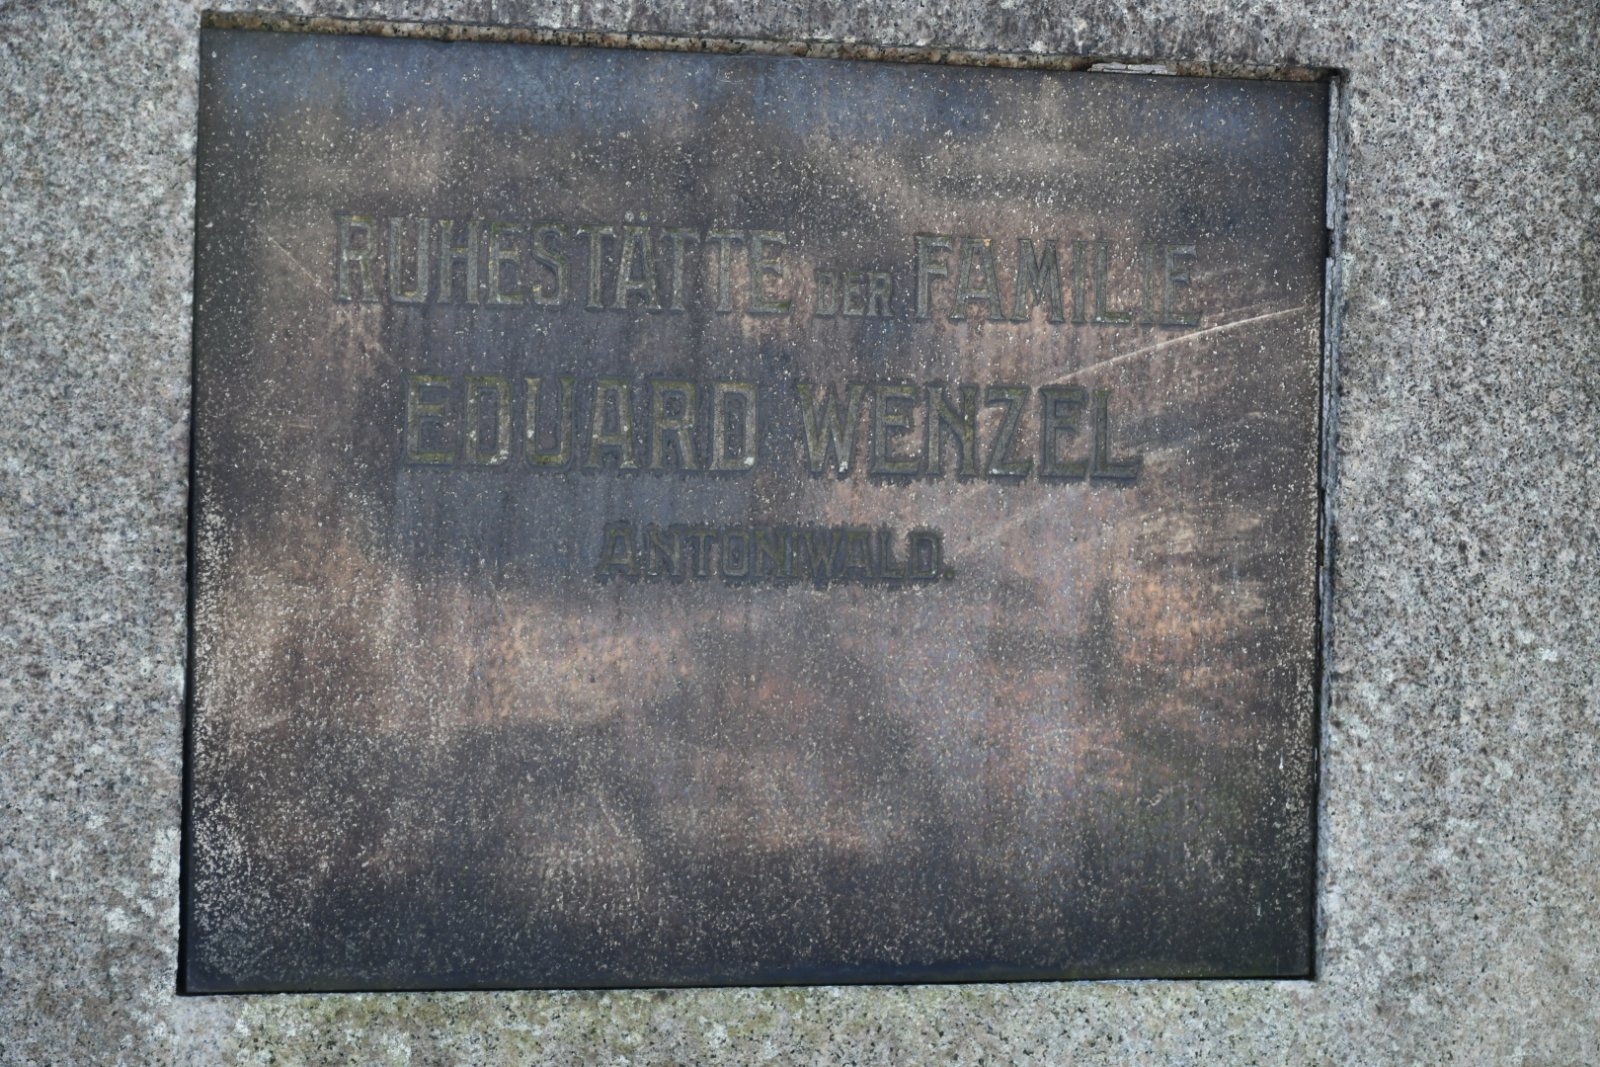 RUHESTÄTTE DER FAMILIE
EDUARD WENZEL
ANTONIWALD.